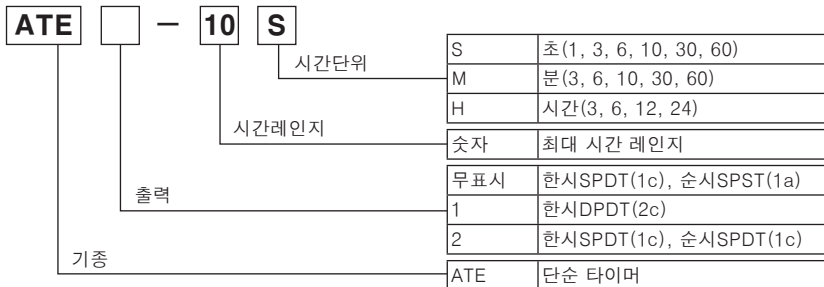 ATE □ − 10 S
시간단위
S 초(1, 3, 6, 10, 30, 60)
M 분(3, 6, 10, 30, 60)
H 시간(3, 6, 12, 24)
시간레인지
숫자 최대 시간 레인지
출력
무표시 한시SPDT(1c), 순시SPST(1a)
1 한시DPDT(2c)
2 한시SPDT(1c), 순시SPDT(1c)
기종
ATE 단순 타이머